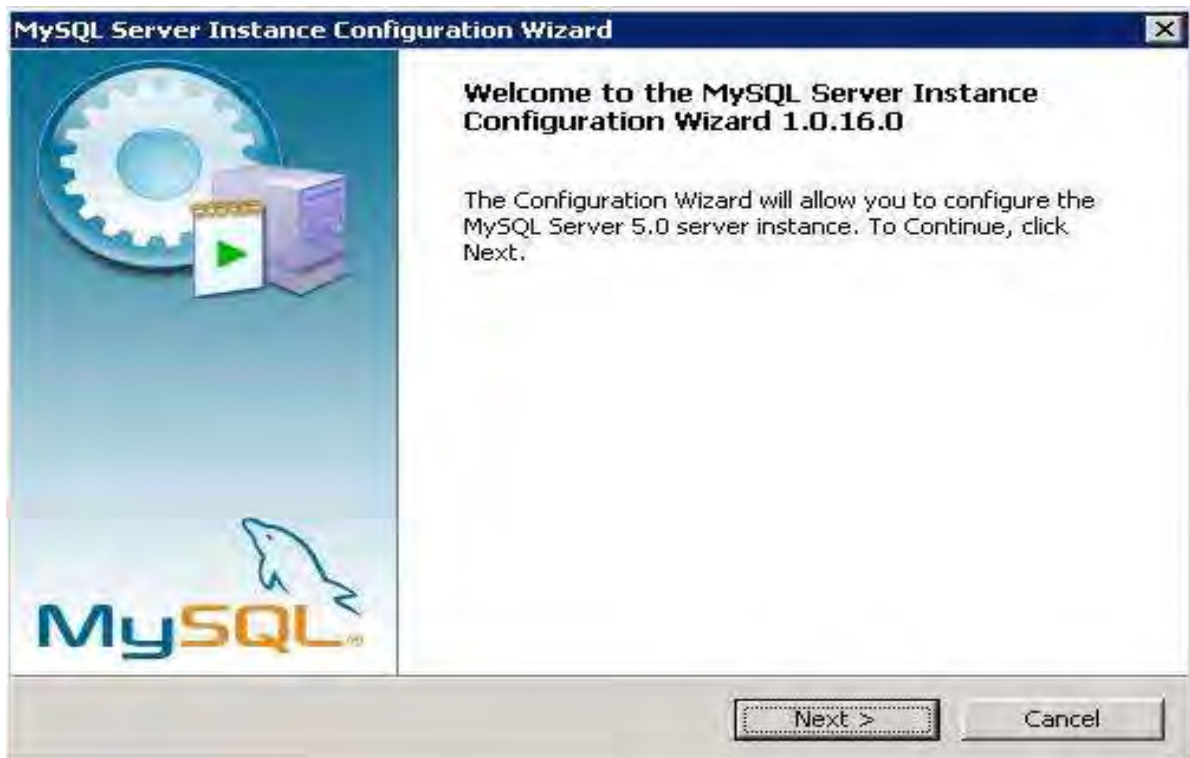 MySQL Server Instance Configuration Wizard
Welcome to the MySQL Server Instance
Configuration Wizard 1.0.16.0
The Configuration Wizard will allow you to configure the
MySQL Server 5.0 server instance. To Continue, click
Next.
MySQL
Next >
Cancel